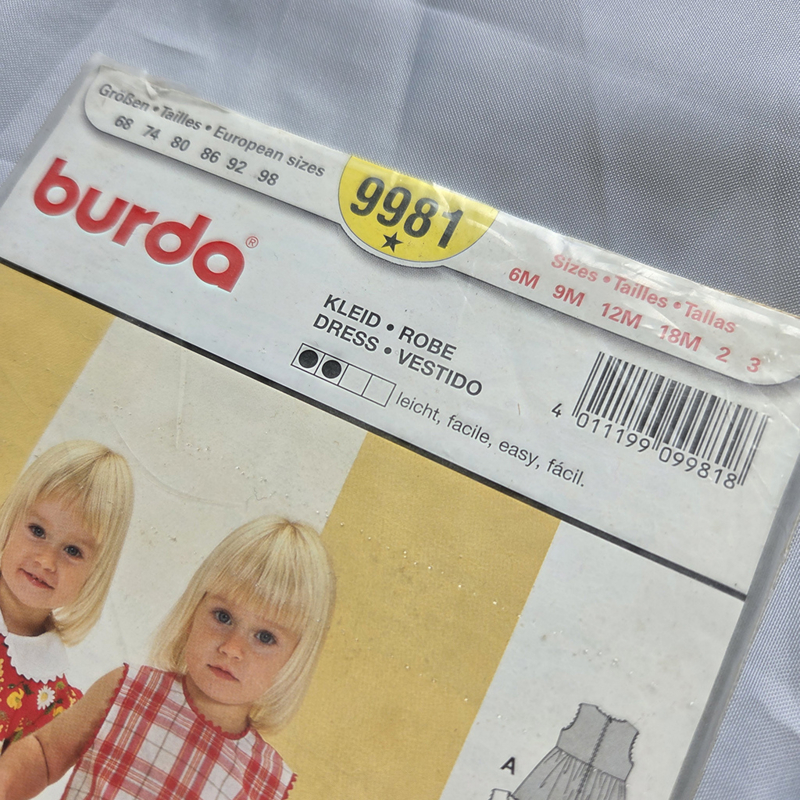 Größen • Tailles • European sizes
68 74 80 86 92 98
burda®
9981
Sizes • Tailles • Tallas
6M 9M 12M 18M 2 3
KLEID • ROBE
DRESS • VESTIDO
leicht, facile, easy, fácil.
4 011199 099818
A